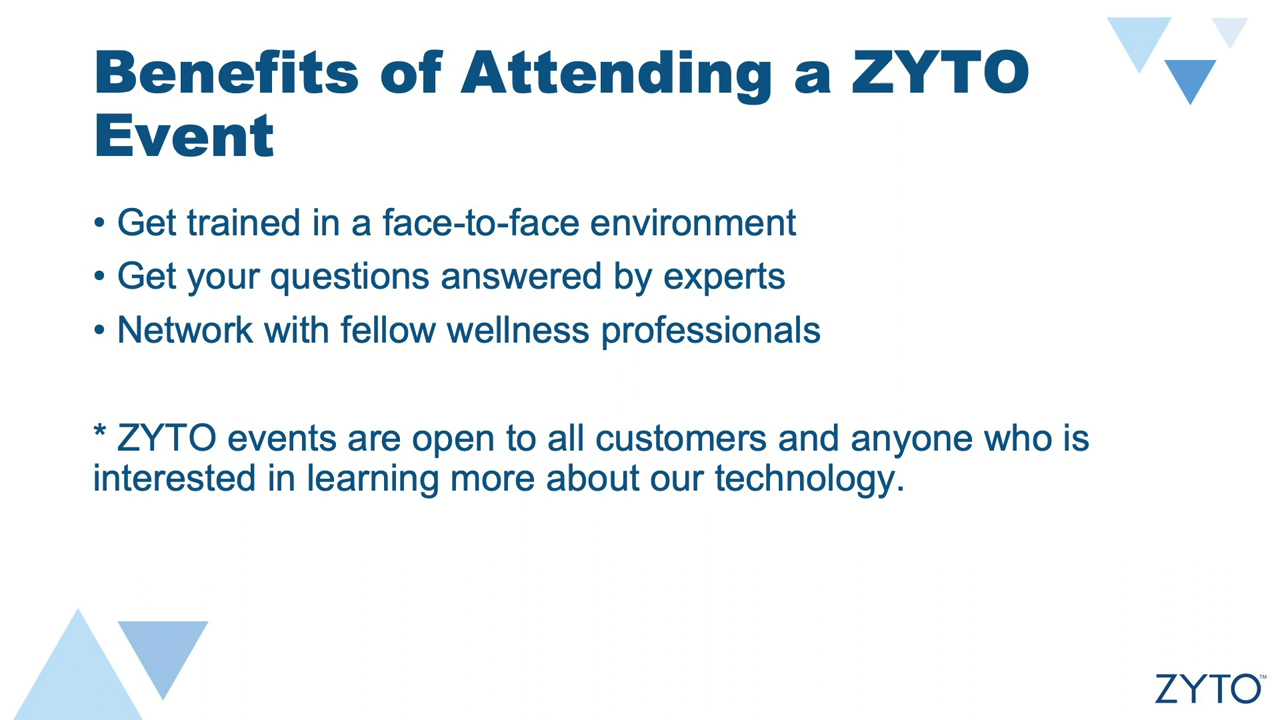 Benefits of Attending a ZYTO
Event
• Get trained in a face-to-face environment
• Get your questions answered by experts
• Network with fellow wellness professionals
* ZYTO events are open to all customers and anyone who is
interested in learning more about our technology.
ZYTO™